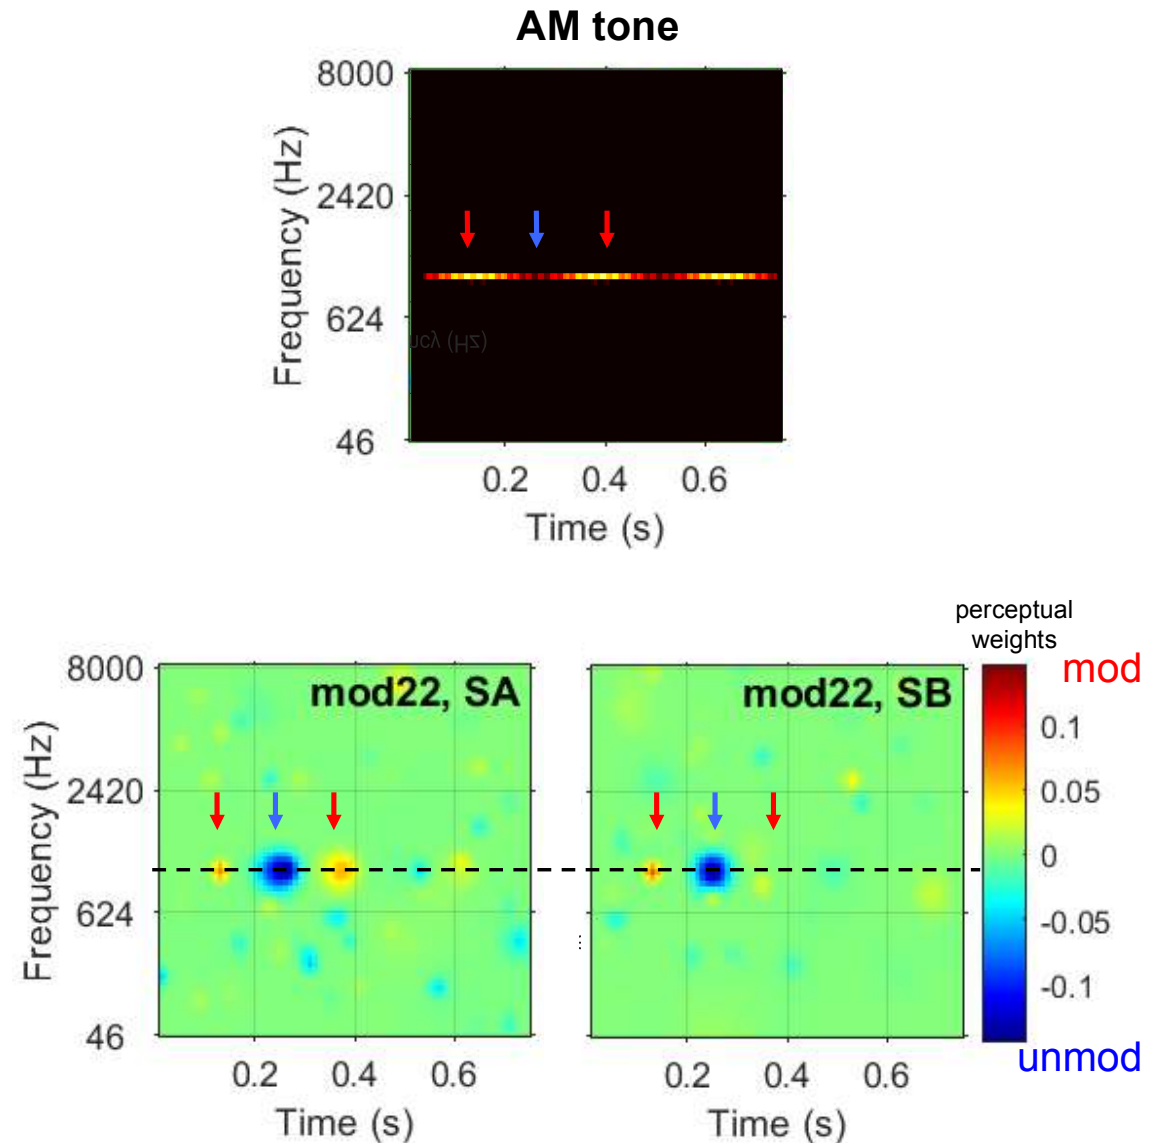 AM tone
8000
2420
624
46
Frequency (Hz)
ncy (Hz)
0.2 0.4 0.6
Time (s)
perceptual
weights
mod
mod22, SA
mod22, SB
8000
2420
624
46
Frequency (Hz)
...
0.1
0.05
0
-0.05
-0.1
unmod
0.2 0.4 0.6
0.2 0.4 0.6
Time (s)
Time (s)